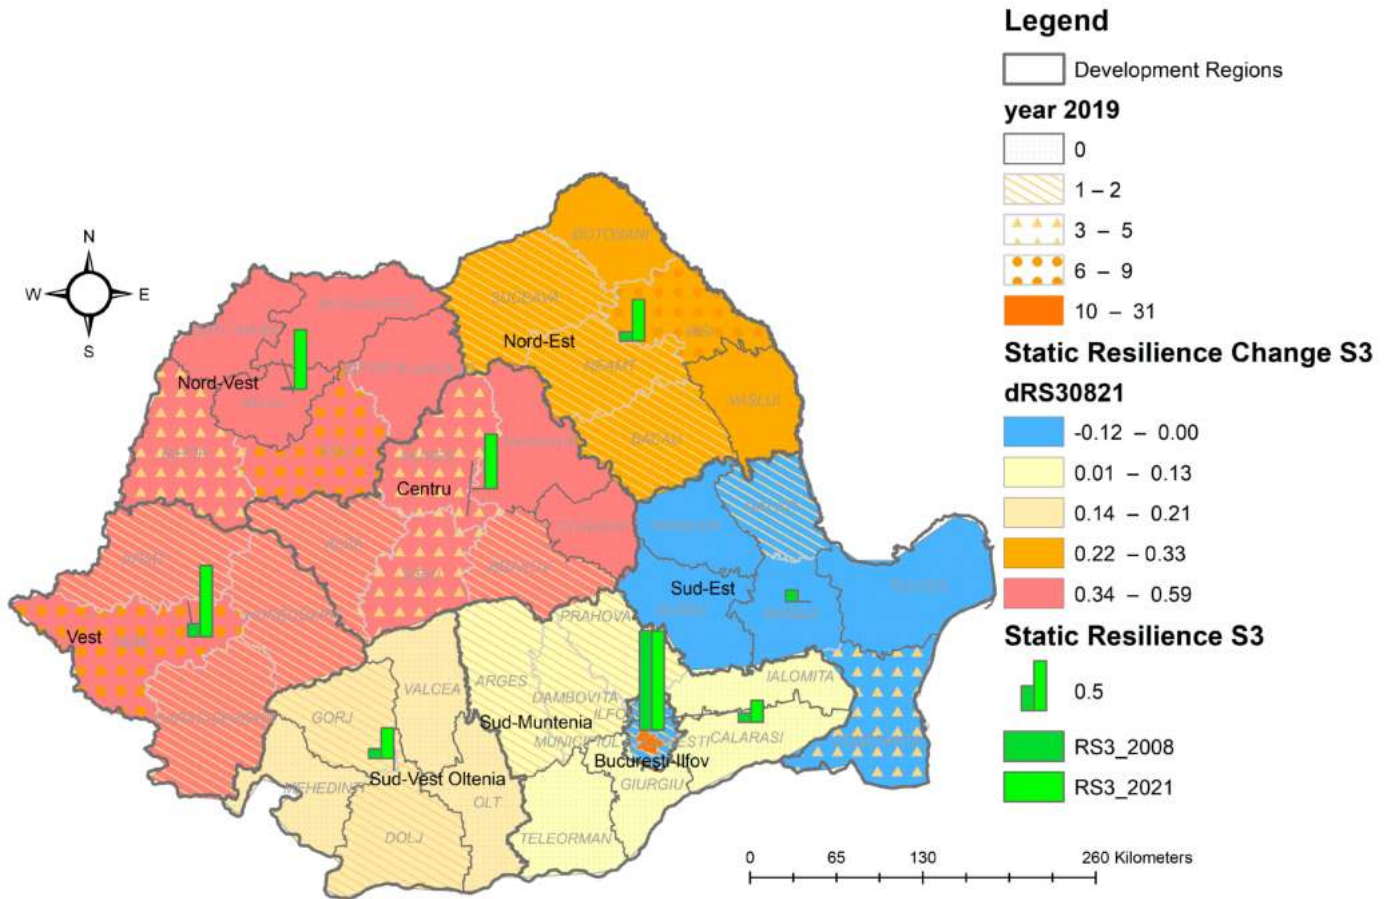 Legend
Development Regions
year 2019
0
1 – 2
3 – 5
6 – 9
10 – 31
Static Resilience Change S3
dRS30821
-0.12 – 0.00
0.01 – 0.13
0.14 – 0.21
0.22 – 0.33
0.34 – 0.59
Static Resilience S3
0.5
RS3_2008
RS3_2021
N
W
E
S
BOTOSANI
SUCEAVA
Nord-Est
NEAMT
Nord-Vest
VASLUI
BACAU
Centru
Sud-Est
PRAHOVA
Vest
VALCEA
ARGES
IALOMITA
DAMBOVITA
GORJ
Sud-Muntenia
CALARASI
Bucuresti-Ilfov
Sud-Vest Oltenia
GIURGIU
OLT
DOLJ
TELEORMAN
0
65
130
260 Kilometers